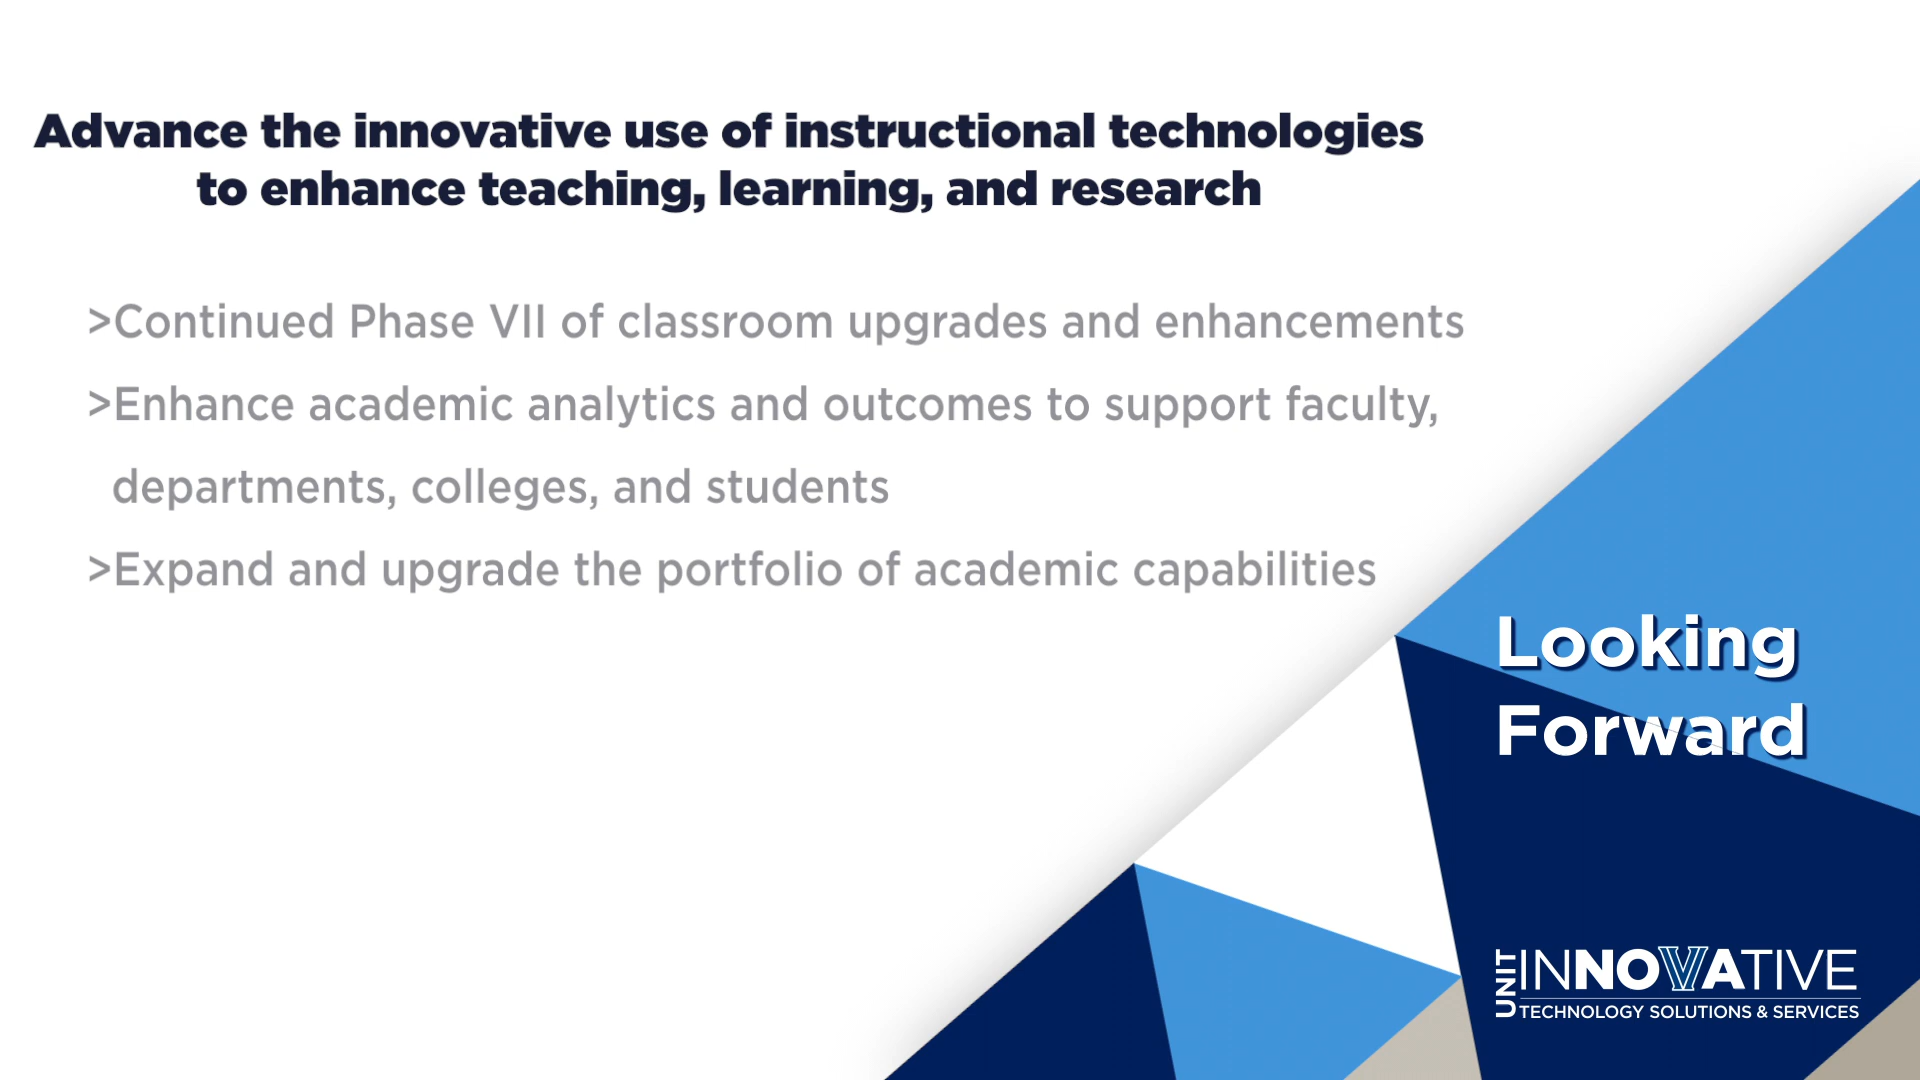 Advance the innovative use of instructional technologies
to enhance teaching, learning, and research
>Continued Phase VII of classroom upgrades and enhancements
>Enhance academic analytics and outcomes to support faculty,
departments, colleges, and students
>Expand and upgrade the portfolio of academic capabilities
Looking
Forward
UNIT
INNOVATIVE
TECHNOLOGY SOLUTIONS & SERVICES